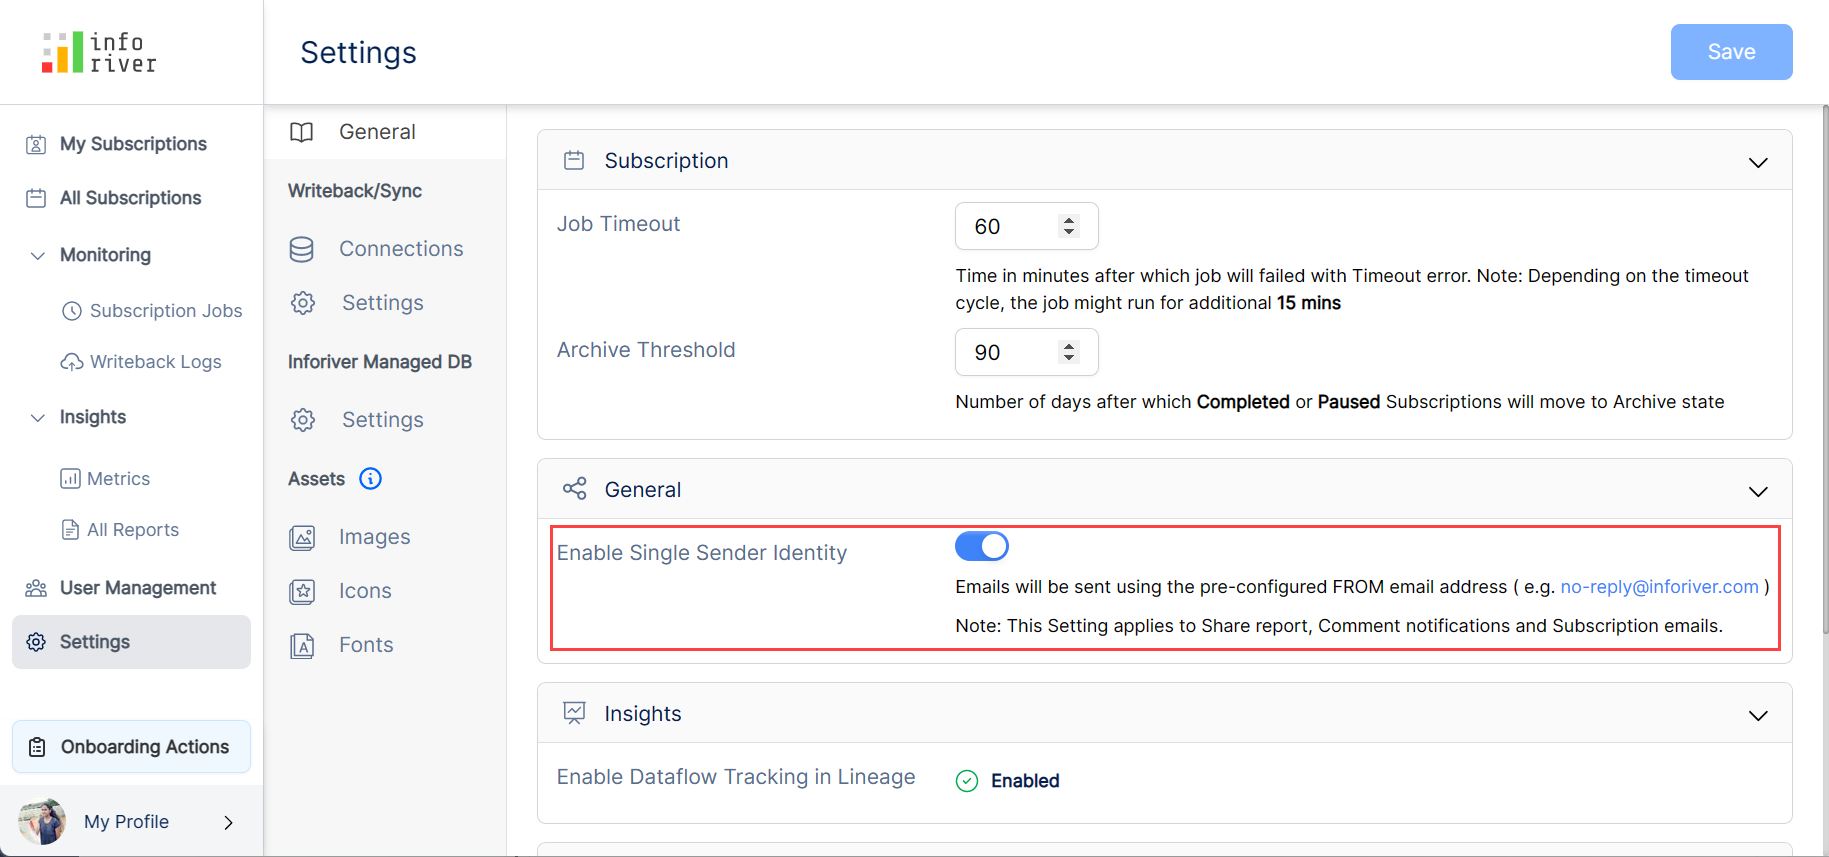 info
river
Settings
Save
My Subscriptions
All Subscriptions
Monitoring
Subscription Jobs
Writeback Logs
Insights
Metrics
All Reports
User Management
Settings
Onboarding Actions
My Profile
General
Writeback/Sync
Connections
Settings
Inforiver Managed DB
Settings
Assets
Images
Icons
Fonts
Subscription
Job Timeout
60
Time in minutes after which job will failed with Timeout error. Note: Depending on the timeout
cycle, the job might run for additional 15 mins
Archive Threshold
90
Number of days after which Completed or Paused Subscriptions will move to Archive state
General
Enable Single Sender Identity
Emails will be sent using the pre-configured FROM email address ( e.g. no-reply@inforiver.com )
Note: This Setting applies to Share report, Comment notifications and Subscription emails.
Insights
Enable Dataflow Tracking in Lineage
Enabled